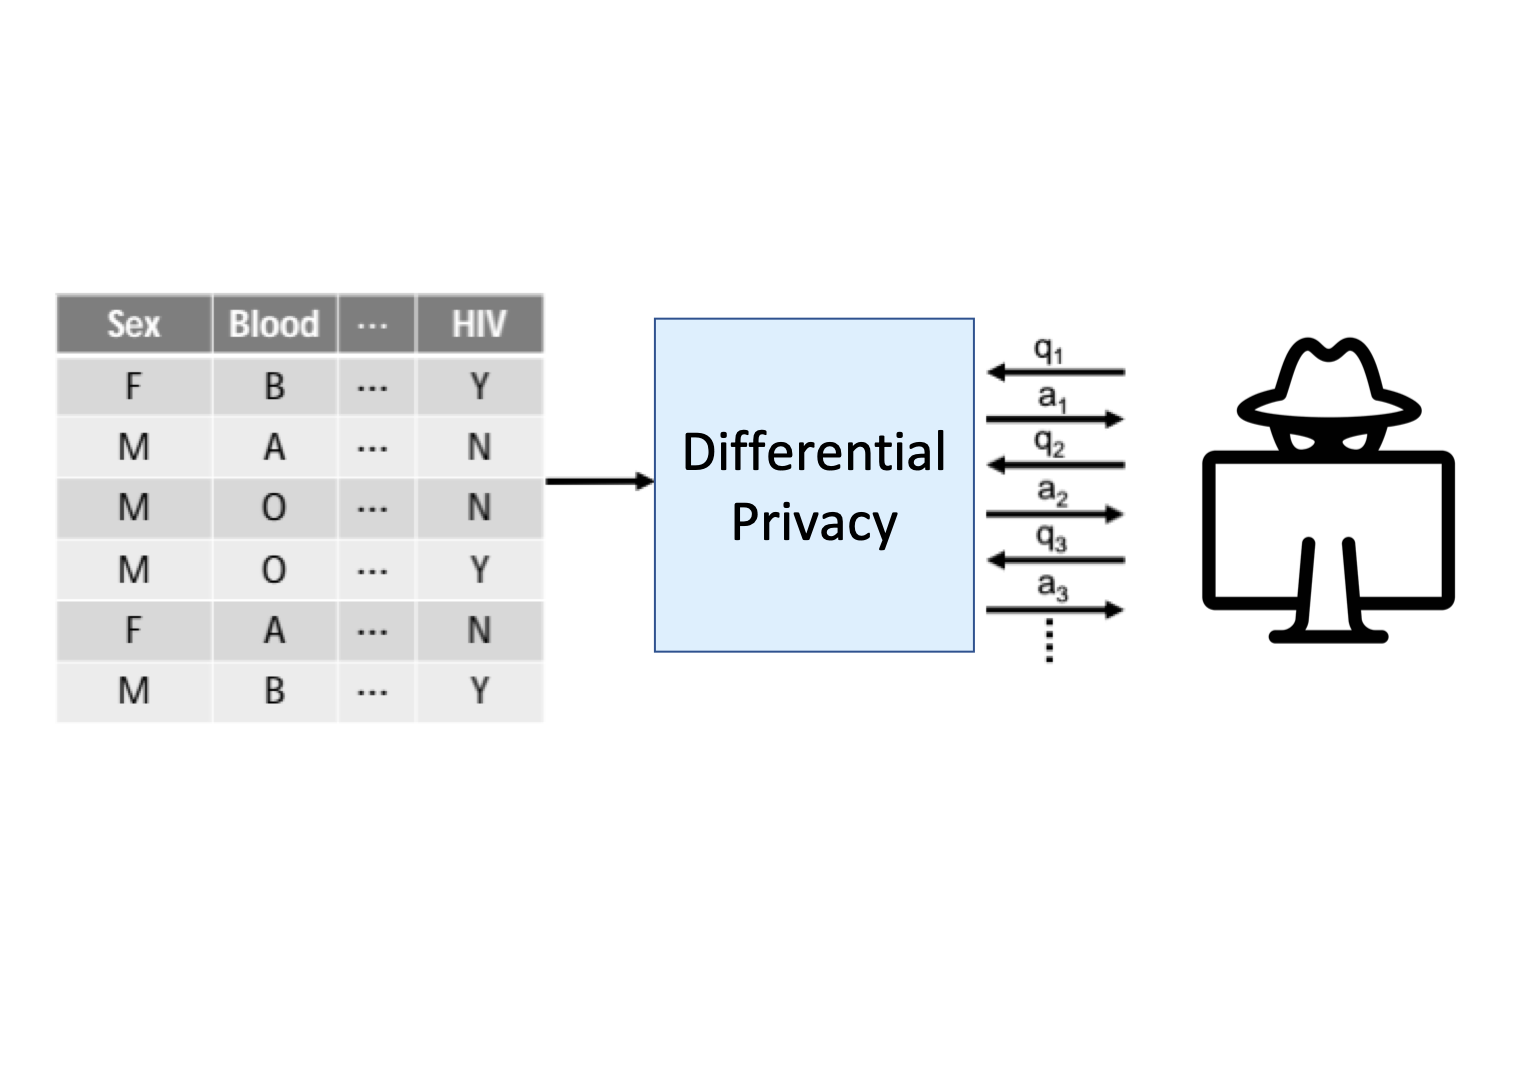 Sex Blood ... HIV
F B ... Y
M A ... N
M O ... N
M O ... Y
F A ... N
M B ... Y
Differential
Privacy
q1
a1
q2
a2
q3
a3